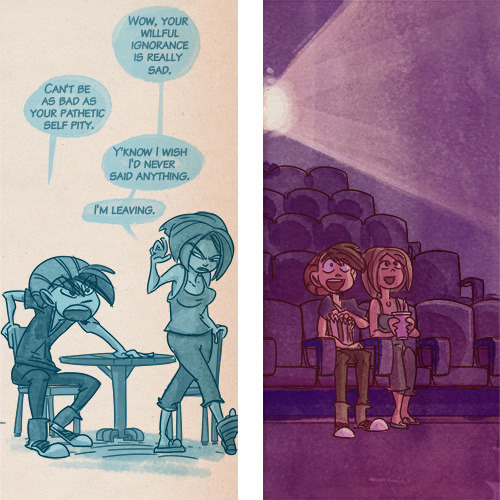 WOW, YOUR
WILLFUL
IGNORANCE
IS REALLY
SAD.
CAN'T BE
AS BAD AS
YOUR PATHETIC
SELF PITY.
Y'KNOW I WISH
I'D NEVER
SAID ANYTHING.
I'M LEAVING.